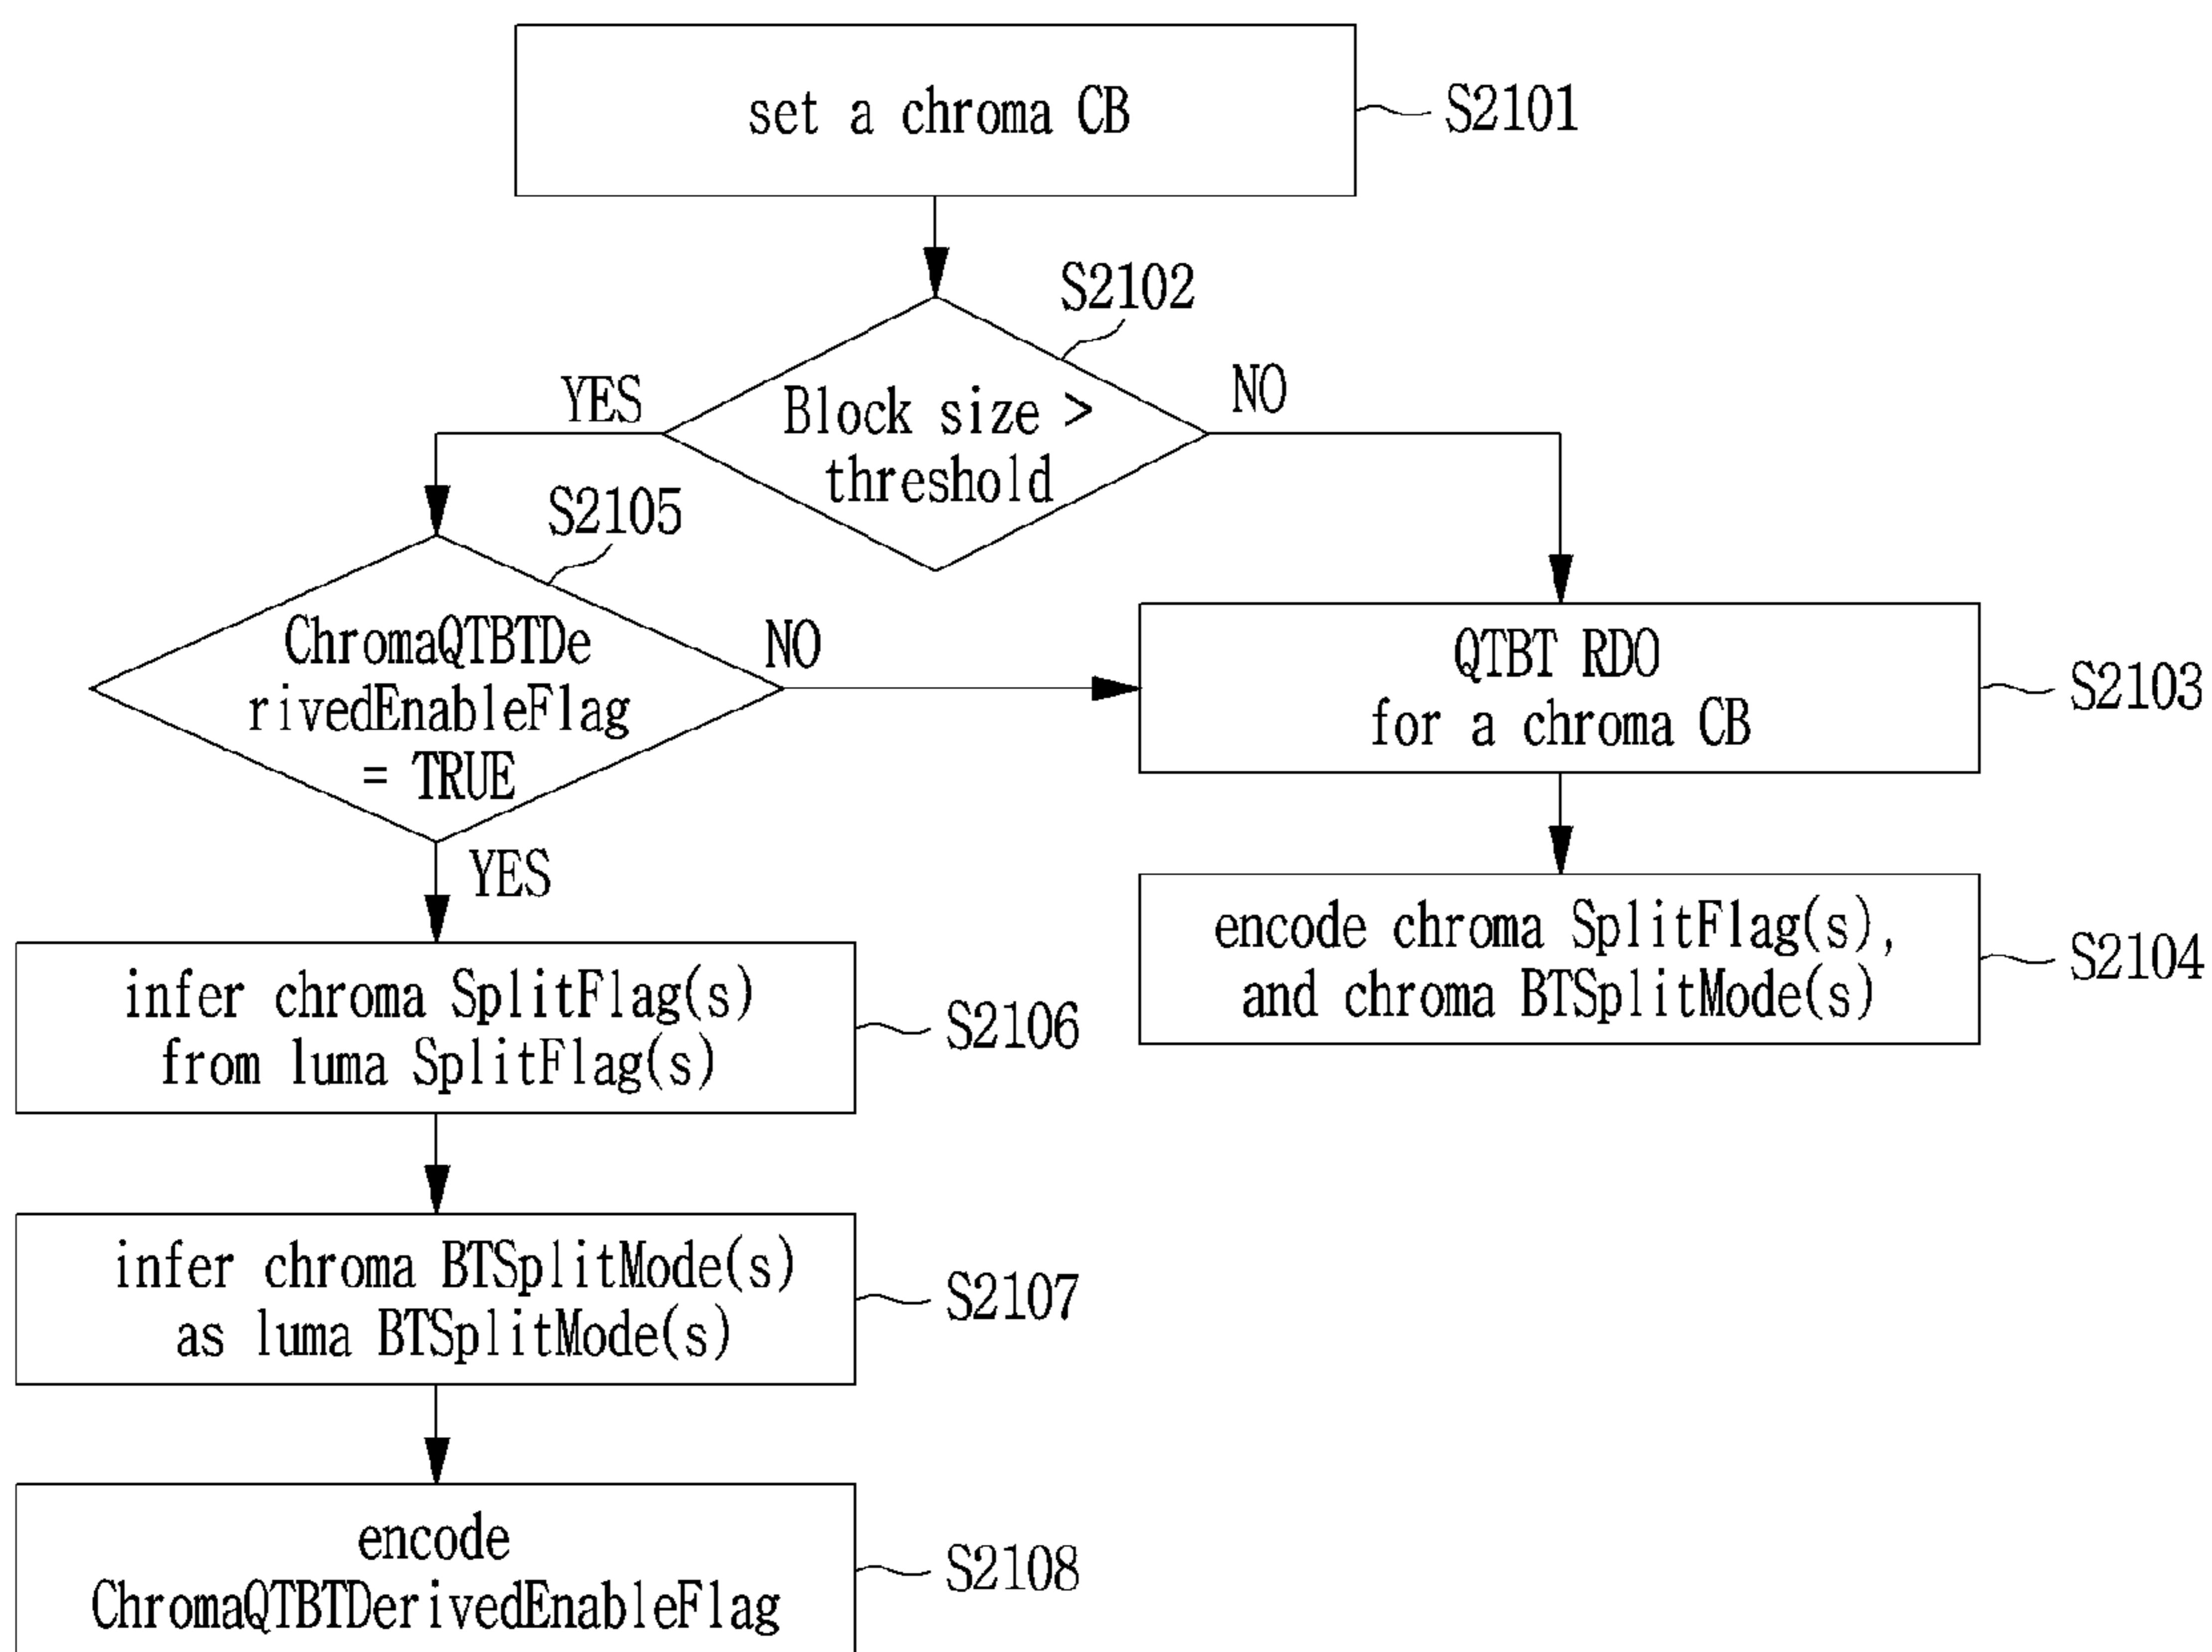 set a chroma CB
S2101
S2102
Block size >
threshold
YES
NO
S2105
ChromaQTBTDe
rivedEnableFlag
= TRUE
NO
YES
QTBT RDO
for a chroma CB
S2103
encode chroma SplitFlag(s),
and chroma BTSplitMode(s)
S2104
infer chroma SplitFlag(s)
from luma SplitFlag(s)
S2106
infer chroma BTSplitMode(s)
as luma BTSplitMode(s)
S2107
encode
ChromaQTBTDerivedEnableFlag
S2108